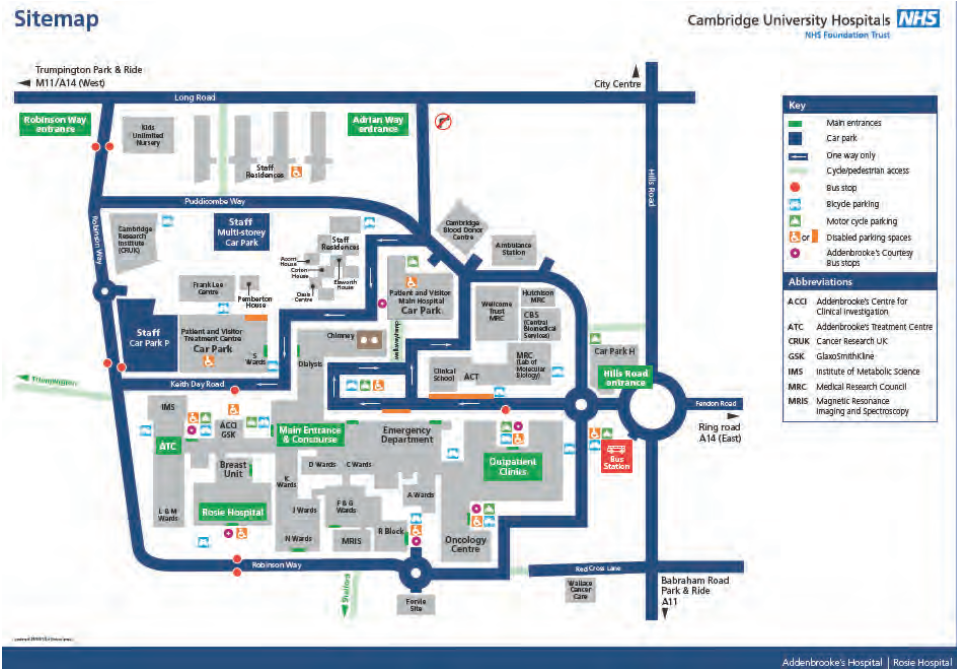 Sitemap
Cambridge University Hospitals NHS
NHS Foundation Trust
Trumpington Park & Ride
M11/A14 (West)
City Centre
Long Road
Robinson Way
entrance
Kids
Unlimited
Nursery
Adrian Way
entrance
Staff
Residences
Hills Road
Puddicombe Way
Robinson Way
Cambridge
Research
Institute
(CRUK)
Staff
Multi-storey
Car Park
Staff
Residences
Cambridge
Blood Donor
Centre
Ambulance
Station
House
House
House
Centre
Frank Lee
Centre
Pemberton
House
Patient and Visitor
Main Hospital
Car Park
Wellcome
Trust
MRC
Hutchison
MRC
CBS
(Central
Biomedical
Services)
Staff
Car Park P
Patient and Visitor
Treatment Centre
Car Park
S
Wards
Chimney
Dialysis
Clinical
School
ACT
MRC
(Lab of
Molecular
Biology)
Car Park H
Hills Road
entrance
Trumpington
Keith Day Road
Fendon Road
Ring road
A14 (East)
IMS
ATC
ACCI
GSK
Main Entrance
& Concourse
Emergency
Department
Outpatient
Clinics
Bus
Station
Breast
Unit
K
Wards
D Wards
C Wards
A Wards
L & M
Wards
Rosie Hospital
J Wards
F & G
Wards
R Block
N Wards
MRIS
Oncology
Centre
Robinson Way
Red Cross Lane
Shelford
Forvie
Site
Wallace
Cancer
Care
Babraham Road
Park & Ride
A11
Key
Main entrances
Car park
One way only
Cycle/pedestrian access
Bus stop
Bicycle parking
Motor cycle parking
or Disabled parking spaces
Addenbrooke's Courtesy
Bus stops
Abbreviations
ACCI Addenbrooke's Centre for
Clinical Investigation
ATC Addenbrooke's Treatment Centre
CRUK Cancer Research UK
GSK GlaxoSmithKline
IMS Institute of Metabolic Science
MRC Medical Research Council
MRIS Magnetic Resonance
Imaging and Spectroscopy
Addenbrooke's Hospital | Rosie Hospital